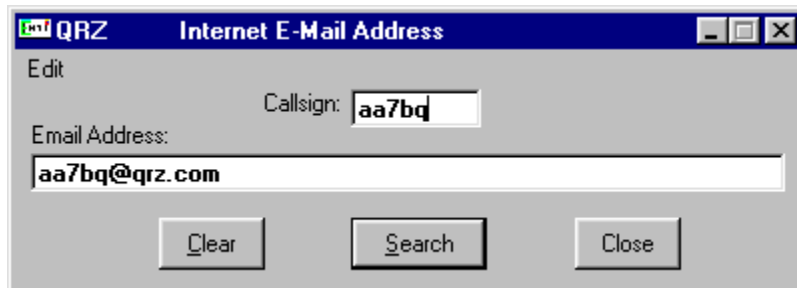 QRZ Internet E-Mail Address
Edit
Callsign: aa7bq
Email Address:
aa7bq@qrz.com
Clear Search Close